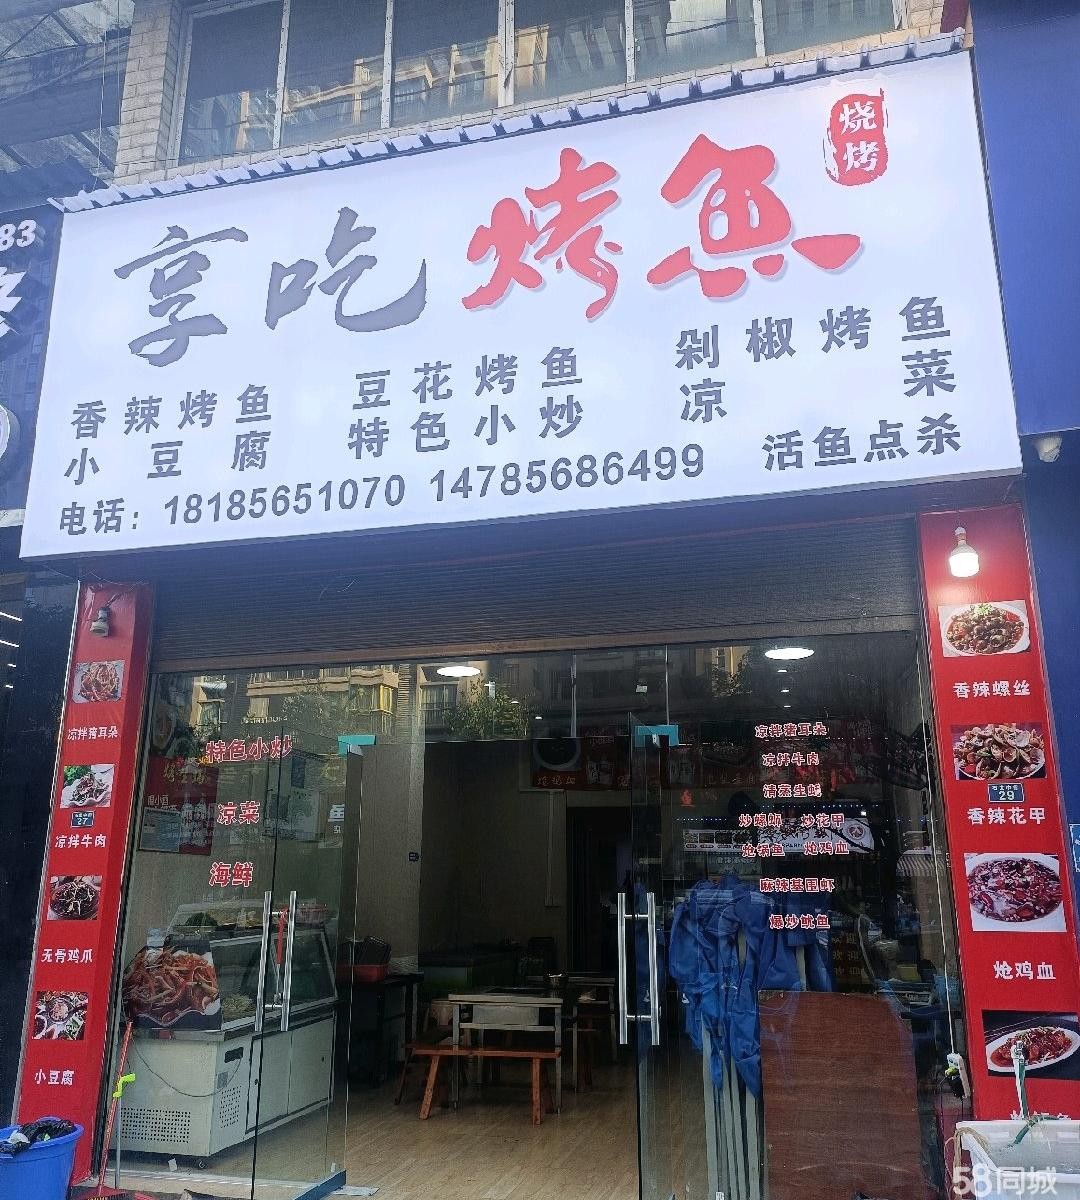 烧烤
享吃烤鱼
香辣烤鱼 豆花烤鱼 剁椒烤鱼
小豆腐 特色小炒 凉菜
电话：18185651070 14785686499 活鱼点杀
83
凉拌猪耳朵
27
凉拌牛肉
无骨鸡爪
小豆腐
特色小炒
凉菜
海鲜
凉拌猪耳朵
凉拌牛肉
清蒸生蚝
炒螺蛳 炒花甲
炝锅鱼 炝鸡血
麻辣基围虾
爆炒鱿鱼
香辣螺丝
29
香辣花甲
炝鸡血
58同城